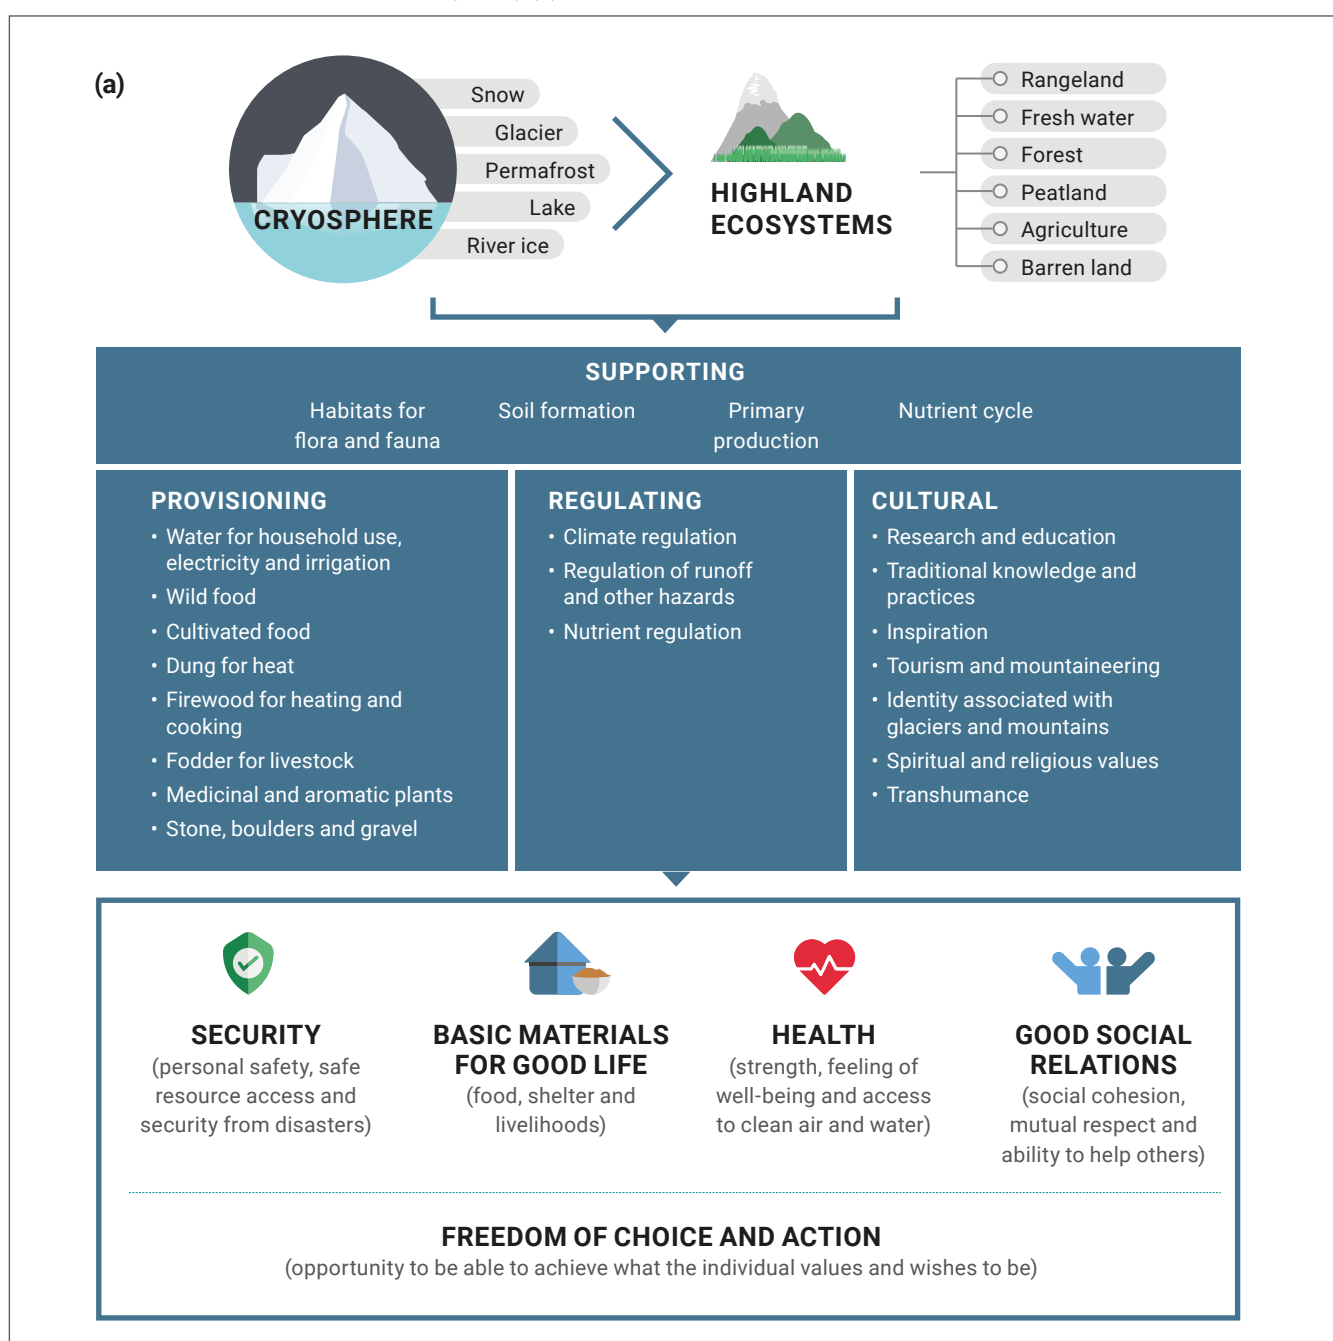 (a)
Snow
Glacier
Permafrost
Lake
River ice
CRYOSPHERE
HIGHLAND
ECOSYSTEMS
Rangeland
Fresh water
Forest
Peatland
Agriculture
Barren land
SUPPORTING
Habitats for
flora and fauna
Soil formation
Primary
production
Nutrient cycle
PROVISIONING
• Water for household use,
electricity and irrigation
• Wild food
• Cultivated food
• Dung for heat
• Firewood for heating and
cooking
• Fodder for livestock
• Medicinal and aromatic plants
• Stone, boulders and gravel
REGULATING
• Climate regulation
• Regulation of runoff
and other hazards
• Nutrient regulation
CULTURAL
• Research and education
• Traditional knowledge and
practices
• Inspiration
• Tourism and mountaineering
• Identity associated with
glaciers and mountains
• Spiritual and religious values
• Transhumance
SECURITY
(personal safety, safe
resource access and
security from disasters)
BASIC MATERIALS
FOR GOOD LIFE
(food, shelter and
livelihoods)
HEALTH
(strength, feeling of
well-being and access
to clean air and water)
GOOD SOCIAL
RELATIONS
(social cohesion,
mutual respect and
ability to help others)
FREEDOM OF CHOICE AND ACTION
(opportunity to be able to achieve what the individual values and wishes to be)